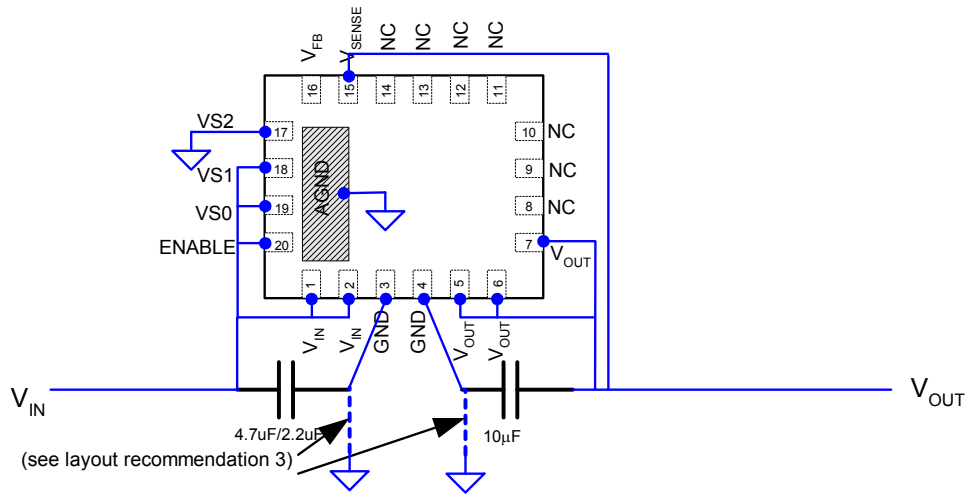 V_FB
V_SENSE
NC
NC
NC
NC
16
15
14
13
12
11
VS2
17
10
NC
VS1
18
AGND
9
NC
VS0
19
8
NC
ENABLE
20
7
V_OUT
1
2
3
4
5
6
V_IN
V_IN
GND
GND
V_OUT
V_OUT
V_IN
V_OUT
4.7uF/2.2uF
10μF
(see layout recommendation 3)